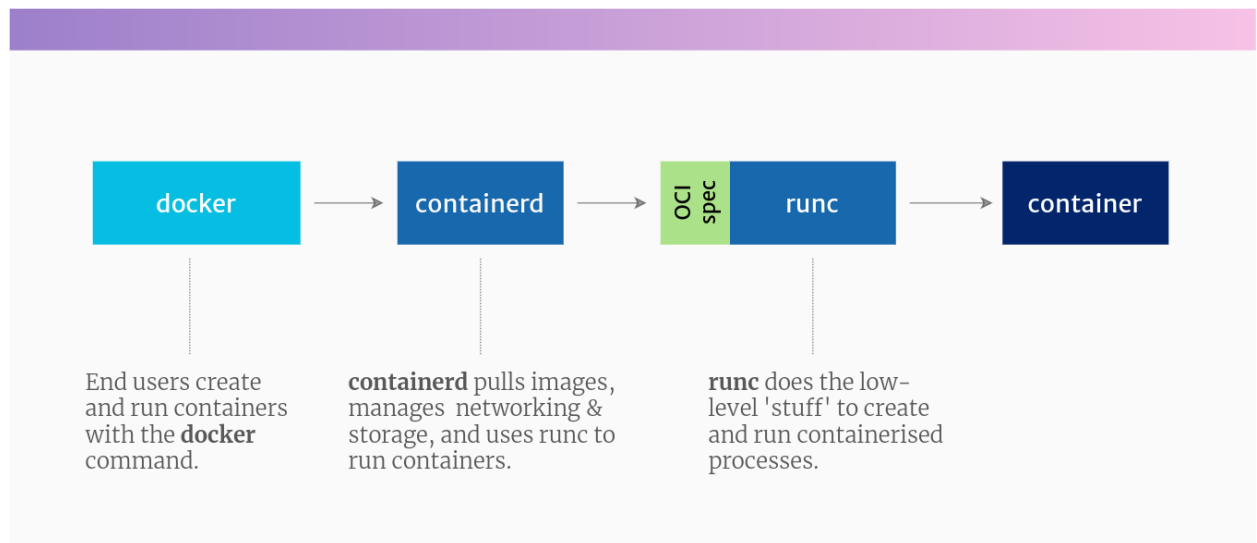 docker
containerd
OCI
spec
runc
container
End users create
and run containers
with the docker
command.
containerd pulls images,
manages networking &
storage, and uses runc to
run containers.
runc does the low-
level 'stuff' to create
and run containerised
processes.